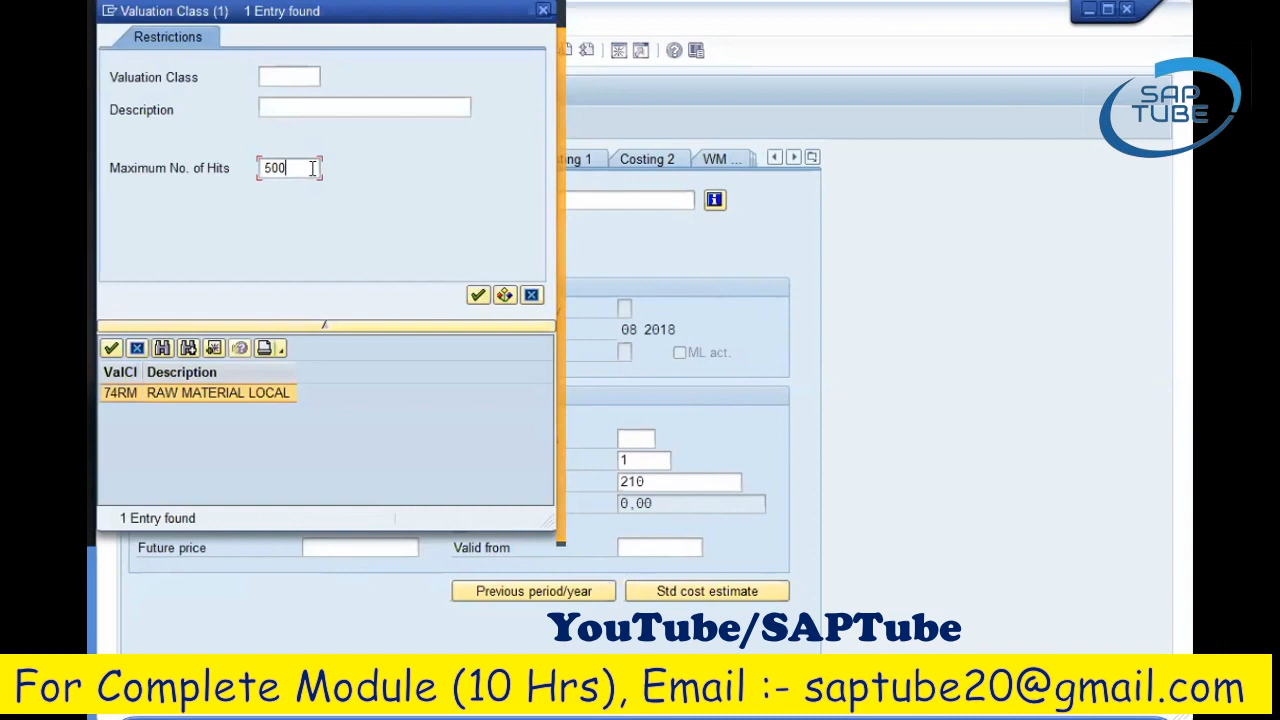 Valuation Class (1) 1 Entry found
Restrictions
Valuation Class
Description
Maximum No. of Hits 500
ValCl Description
74RM RAW MATERIAL LOCAL
1 Entry found
SAP
TUBE
ing 1 Costing 2 WM ...
08 2018
ML act.
1
210
0,00
Future price Valid from
Previous period/year Std cost estimate
YouTube/SAPTube
For Complete Module (10 Hrs), Email :- saptube20@gmail.com